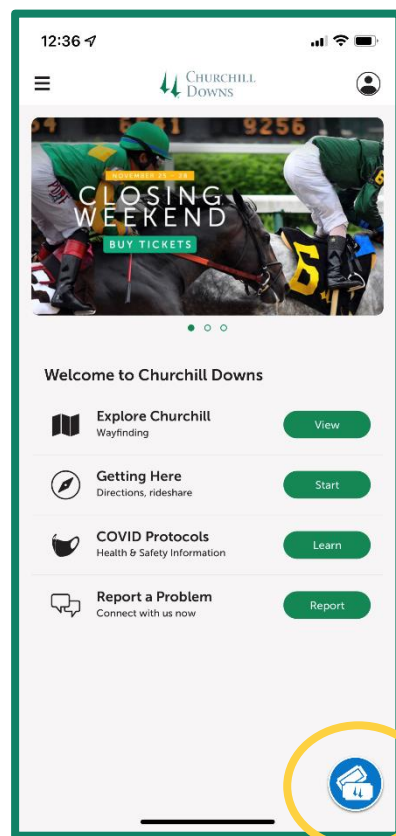 12:36
CHURCHILL
DOWNS
NOVEMBER 25 - 28
CLOSING
WEEKEND
BUY TICKETS
6
Welcome to Churchill Downs
Explore Churchill
Wayfinding
View
Getting Here
Directions, rideshare
Start
COVID Protocols
Health & Safety Information
Learn
Report a Problem
Connect with us now
Report